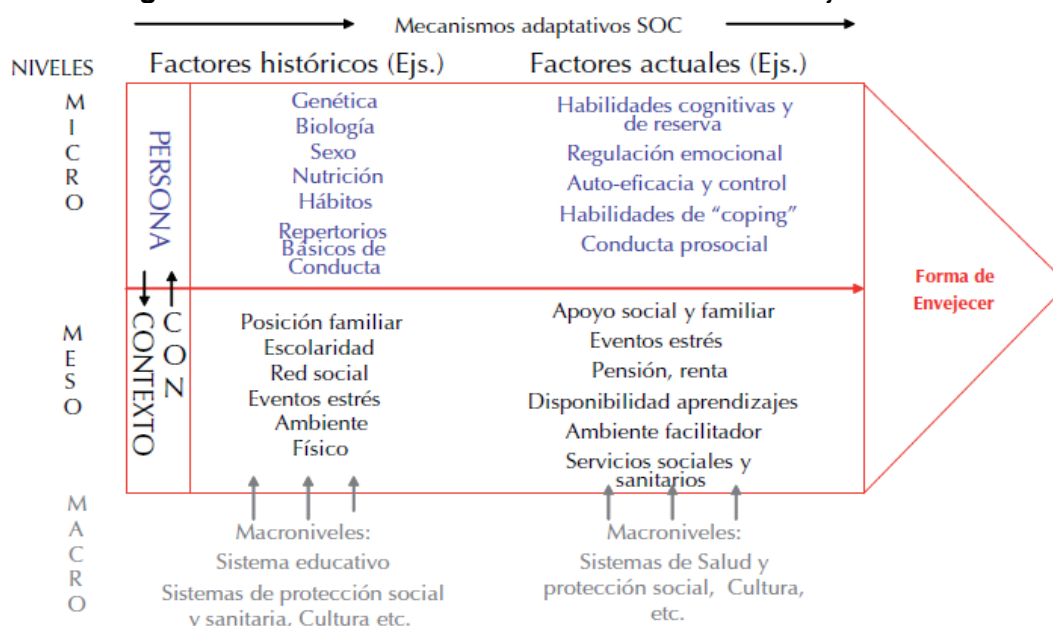 Mecanismos adaptativos SOC
NIVELES
Factores históricos (Ejs.)
Factores actuales (Ejs.)
MICRO
PERSONA
Genética
Biología
Sexo
Nutrición
Hábitos
Repertorios
Básicos de
Conducta
Habilidades cognitivas y
de reserva
Regulación emocional
Auto-eficacia y control
Habilidades de “coping”
Conducta prosocial
Forma de
Envejecer
MESO
CONTEXTO
CON
Posición familiar
Escolaridad
Red social
Eventos estrés
Ambiente
Físico
Apoyo social y familiar
Eventos estrés
Pensión, renta
Disponibilidad aprendizajes
Ambiente facilitador
Servicios sociales y
sanitarios
MACRO
Macroniveles:
Sistema educativo
Sistemas de protección social
y sanitaria, Cultura etc.
Macroniveles:
Sistemas de Salud y
protección social, Cultura,
etc.